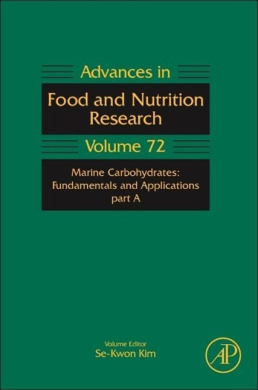 Advances in
Food and Nutrition
Research
Volume 72
Marine Carbohydrates:
Fundamentals and Applications
part A
Volume Editor
Se-Kwon Kim
AP